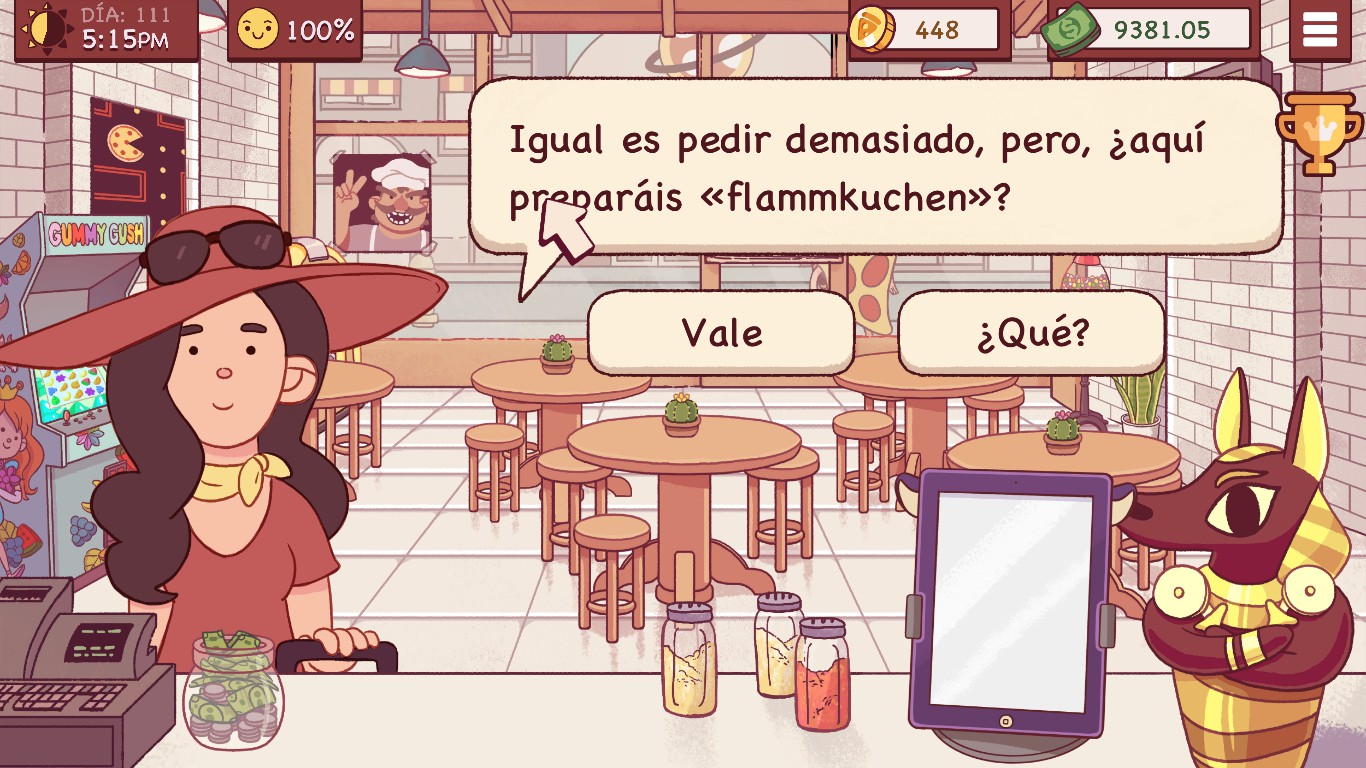 DÍA: 111
5:15PM
100%
448
9381.05
Igual es pedir demasiado, pero, ¿aquí
preparáis «flammkuchen»?
Vale
¿Qué?
GUMMY GUSH